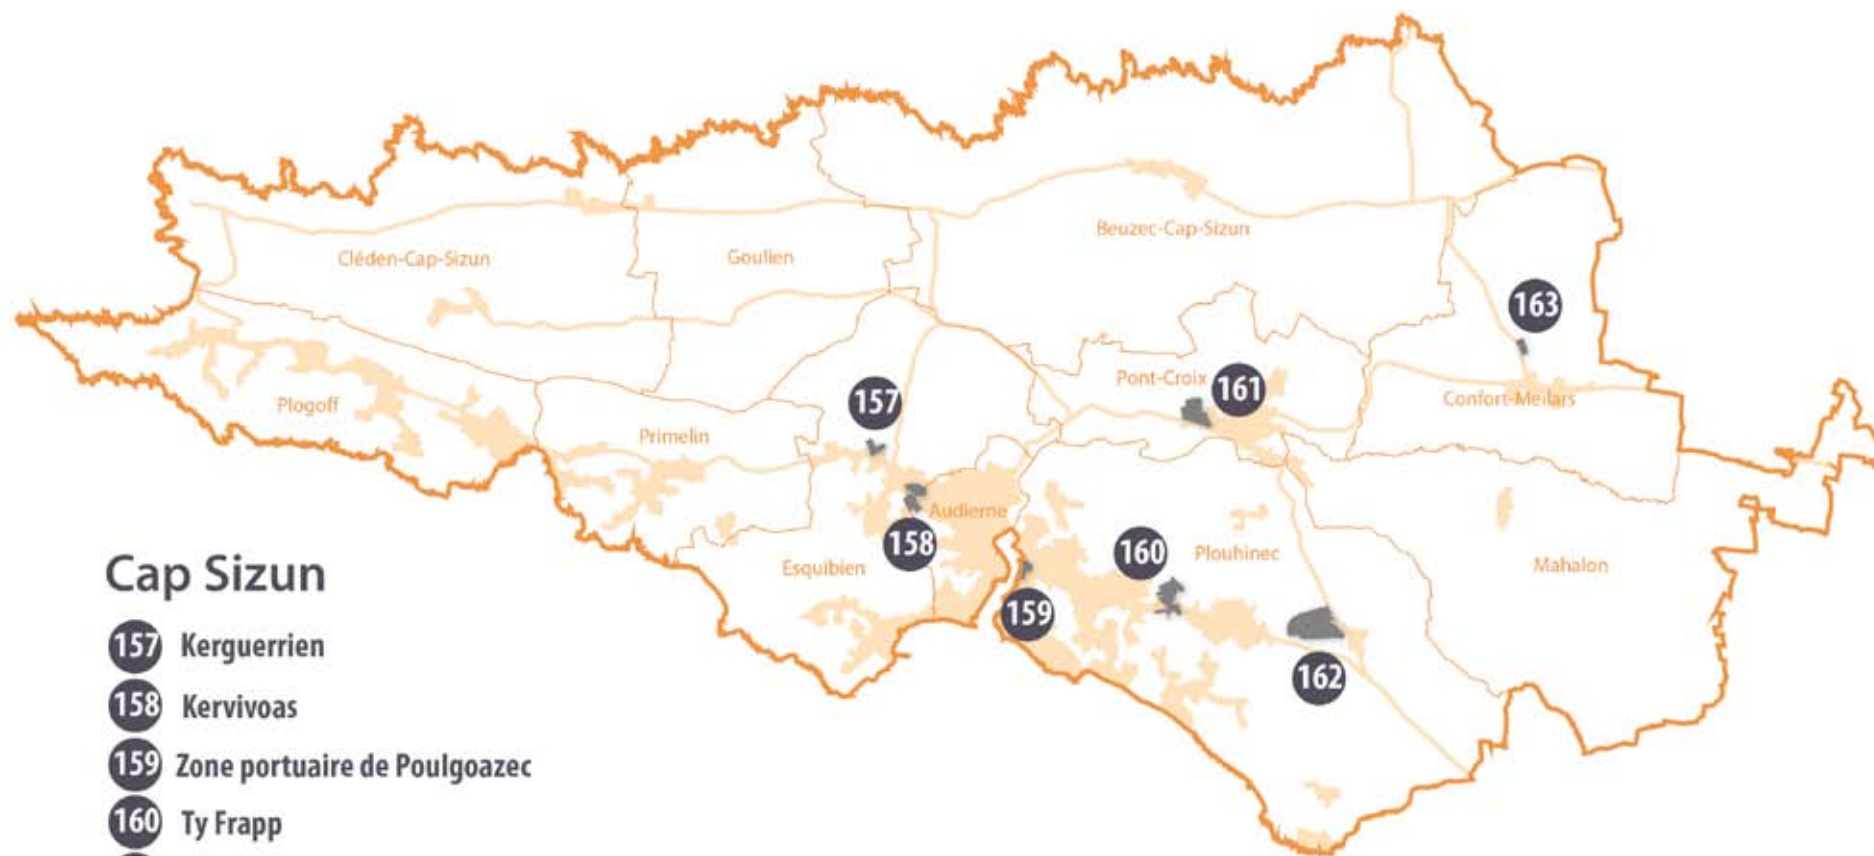 Beuzec-Cap-Sizun
Cléden-Cap-Sizun
Goulien
163
Pont-Croix
161
157
Confort-Meilars
Plogoff
Primelin
Audierne
158
160
Plouhinec
Esquibien
Mahalon
159
162
Cap Sizun
157 Kerguerrien
158 Kervivoas
159 Zone portuaire de Poulgoazec
160 Ty Frapp